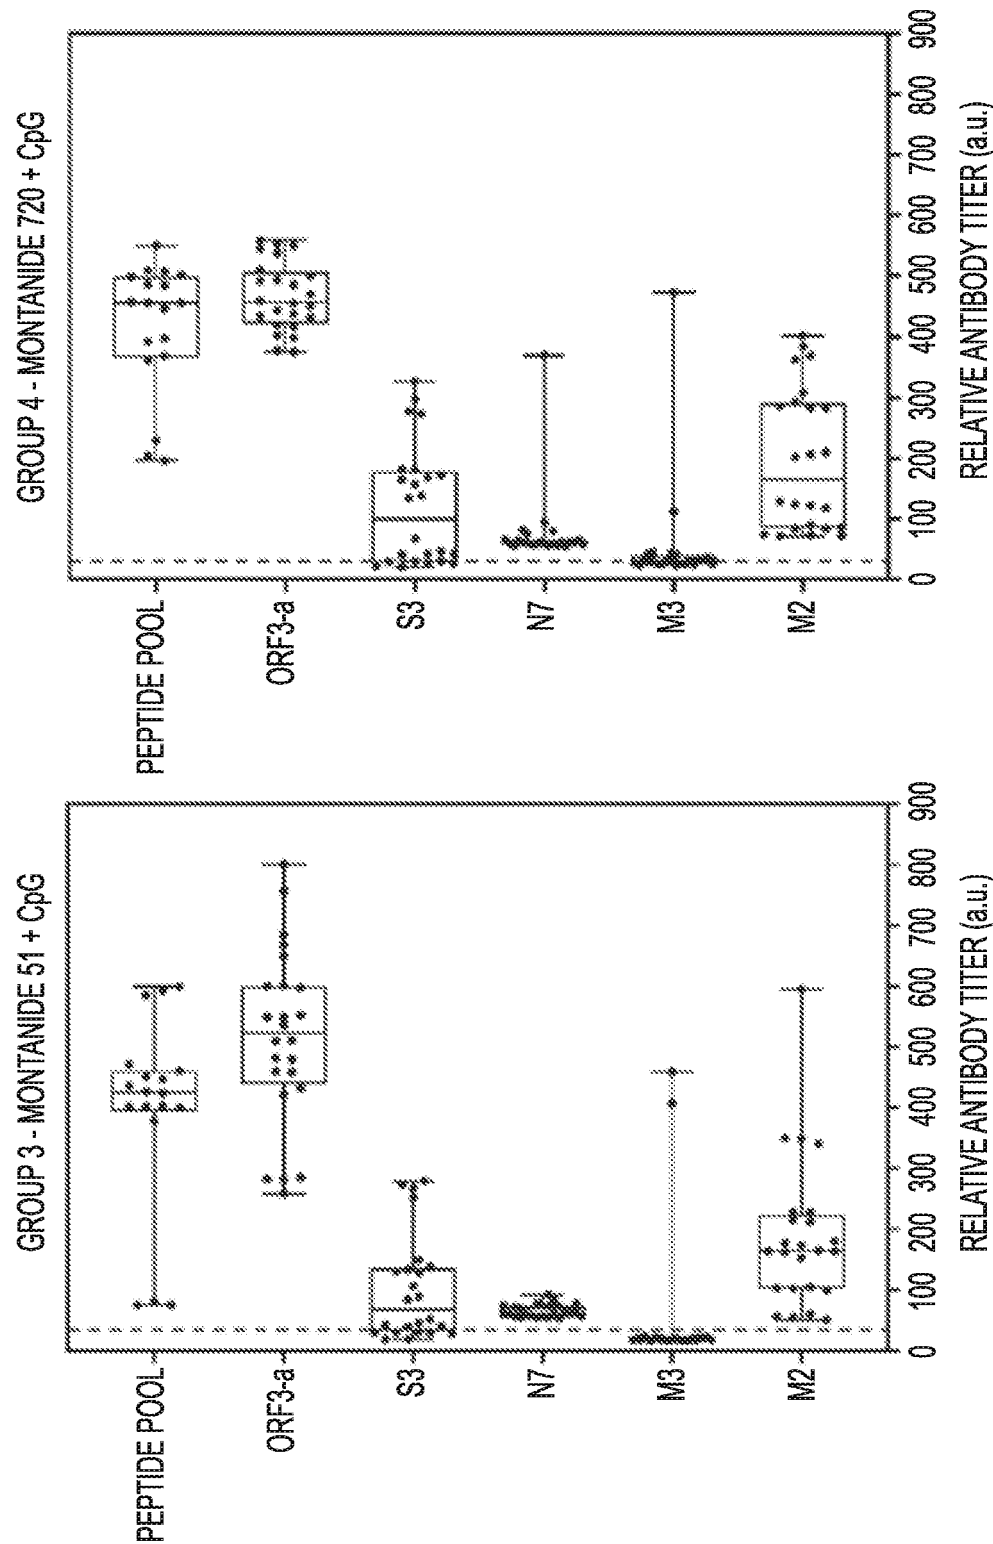 GROUP 3 - MONTANIDE 51 + CpG
PEPTIDE POOL
ORF3-a
S3
N7
M3
M2
0 100 200 300 400 500 600 700 800 900
RELATIVE ANTIBODY TITER (a.u.)
GROUP 4 - MONTANIDE 720 + CpG
PEPTIDE POOL
ORF3-a
S3
N7
M3
M2
0 100 200 300 400 500 600 700 800 900
RELATIVE ANTIBODY TITER (a.u.)